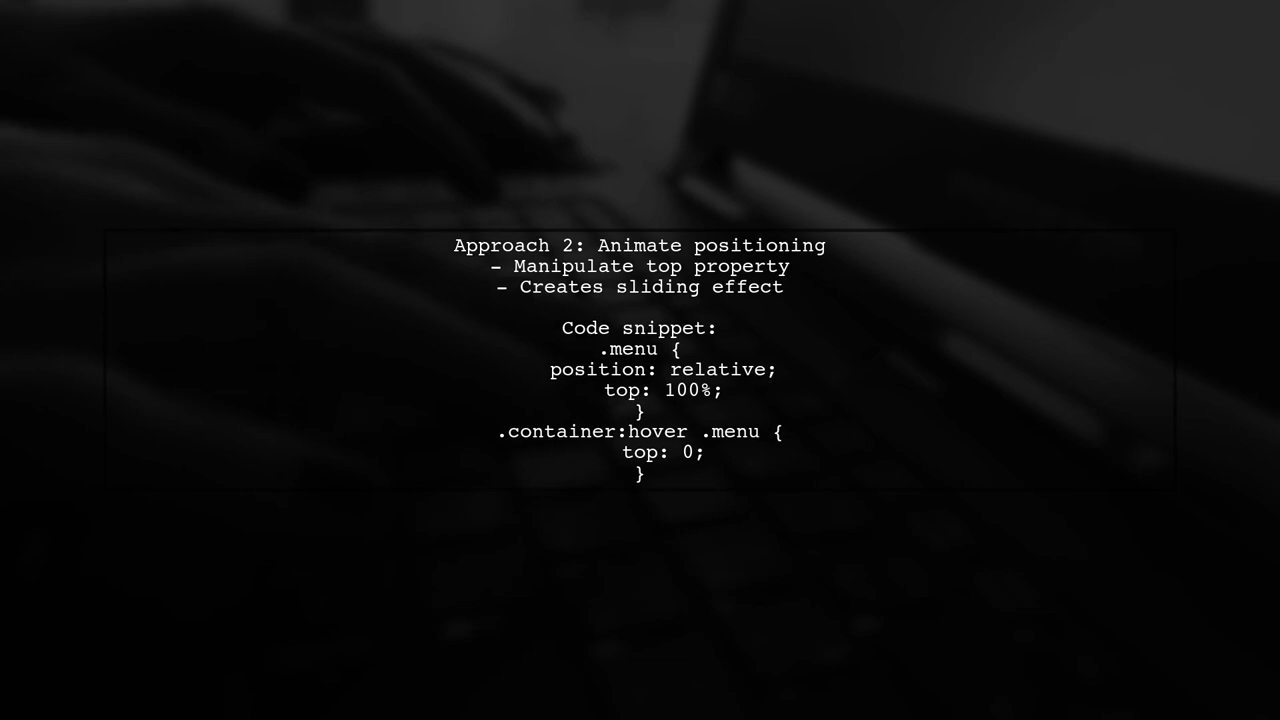 Approach 2: Animate positioning
- Manipulate top property
- Creates sliding effect
Code snippet:
.menu {
position: relative;
top: 100%;
}
.container:hover .menu {
top: 0;
}